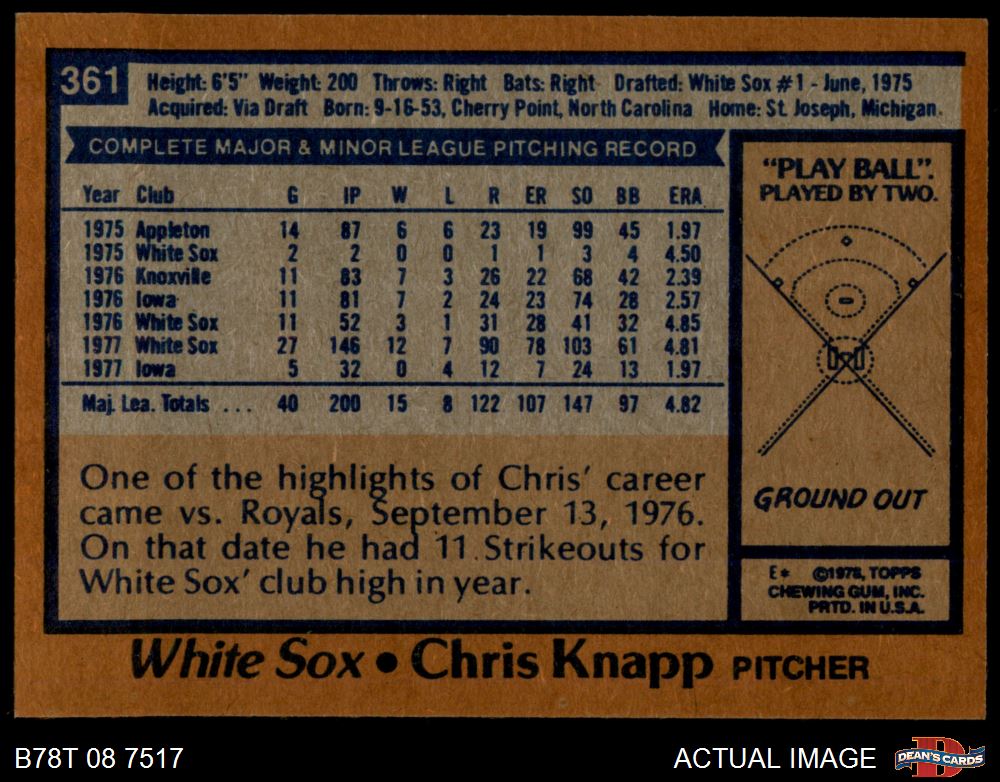 361
Height: 6'5" Weight: 200 Throws: Right Bats: Right Drafted: White Sox #1 - June, 1975
Acquired: Via Draft Born: 9-16-53, Cherry Point, North Carolina Home: St. Joseph, Michigan.
COMPLETE MAJOR & MINOR LEAGUE PITCHING RECORD
Year Club G IP W L R ER SO BB ERA
1975 Appleton 14 87 6 6 23 19 99 45 1.97
1975 White Sox 2 2 0 0 1 1 3 4 4.50
1976 Knoxville 11 83 7 3 26 22 68 42 2.39
1976 Iowa 11 81 7 2 24 23 74 28 2.57
1976 White Sox 11 52 3 1 31 28 41 32 4.85
1977 White Sox 27 146 12 7 90 78 103 61 4.81
1977 Iowa 5 32 0 4 12 7 24 13 1.97
Maj. Lea. Totals ... 40 200 15 8 122 107 147 97 4.82
One of the highlights of Chris' career
came vs. Royals, September 13, 1976.
On that date he had 11 Strikeouts for
White Sox' club high in year.
"PLAY BALL".
PLAYED BY TWO.
GROUND OUT
E* ©1978, TOPPS
CHEWING GUM, INC.
PRTD. IN U.S.A.
White Sox • Chris Knapp PITCHER
B78T 08 7517
ACTUAL IMAGE
D
DEAN'S CARDS